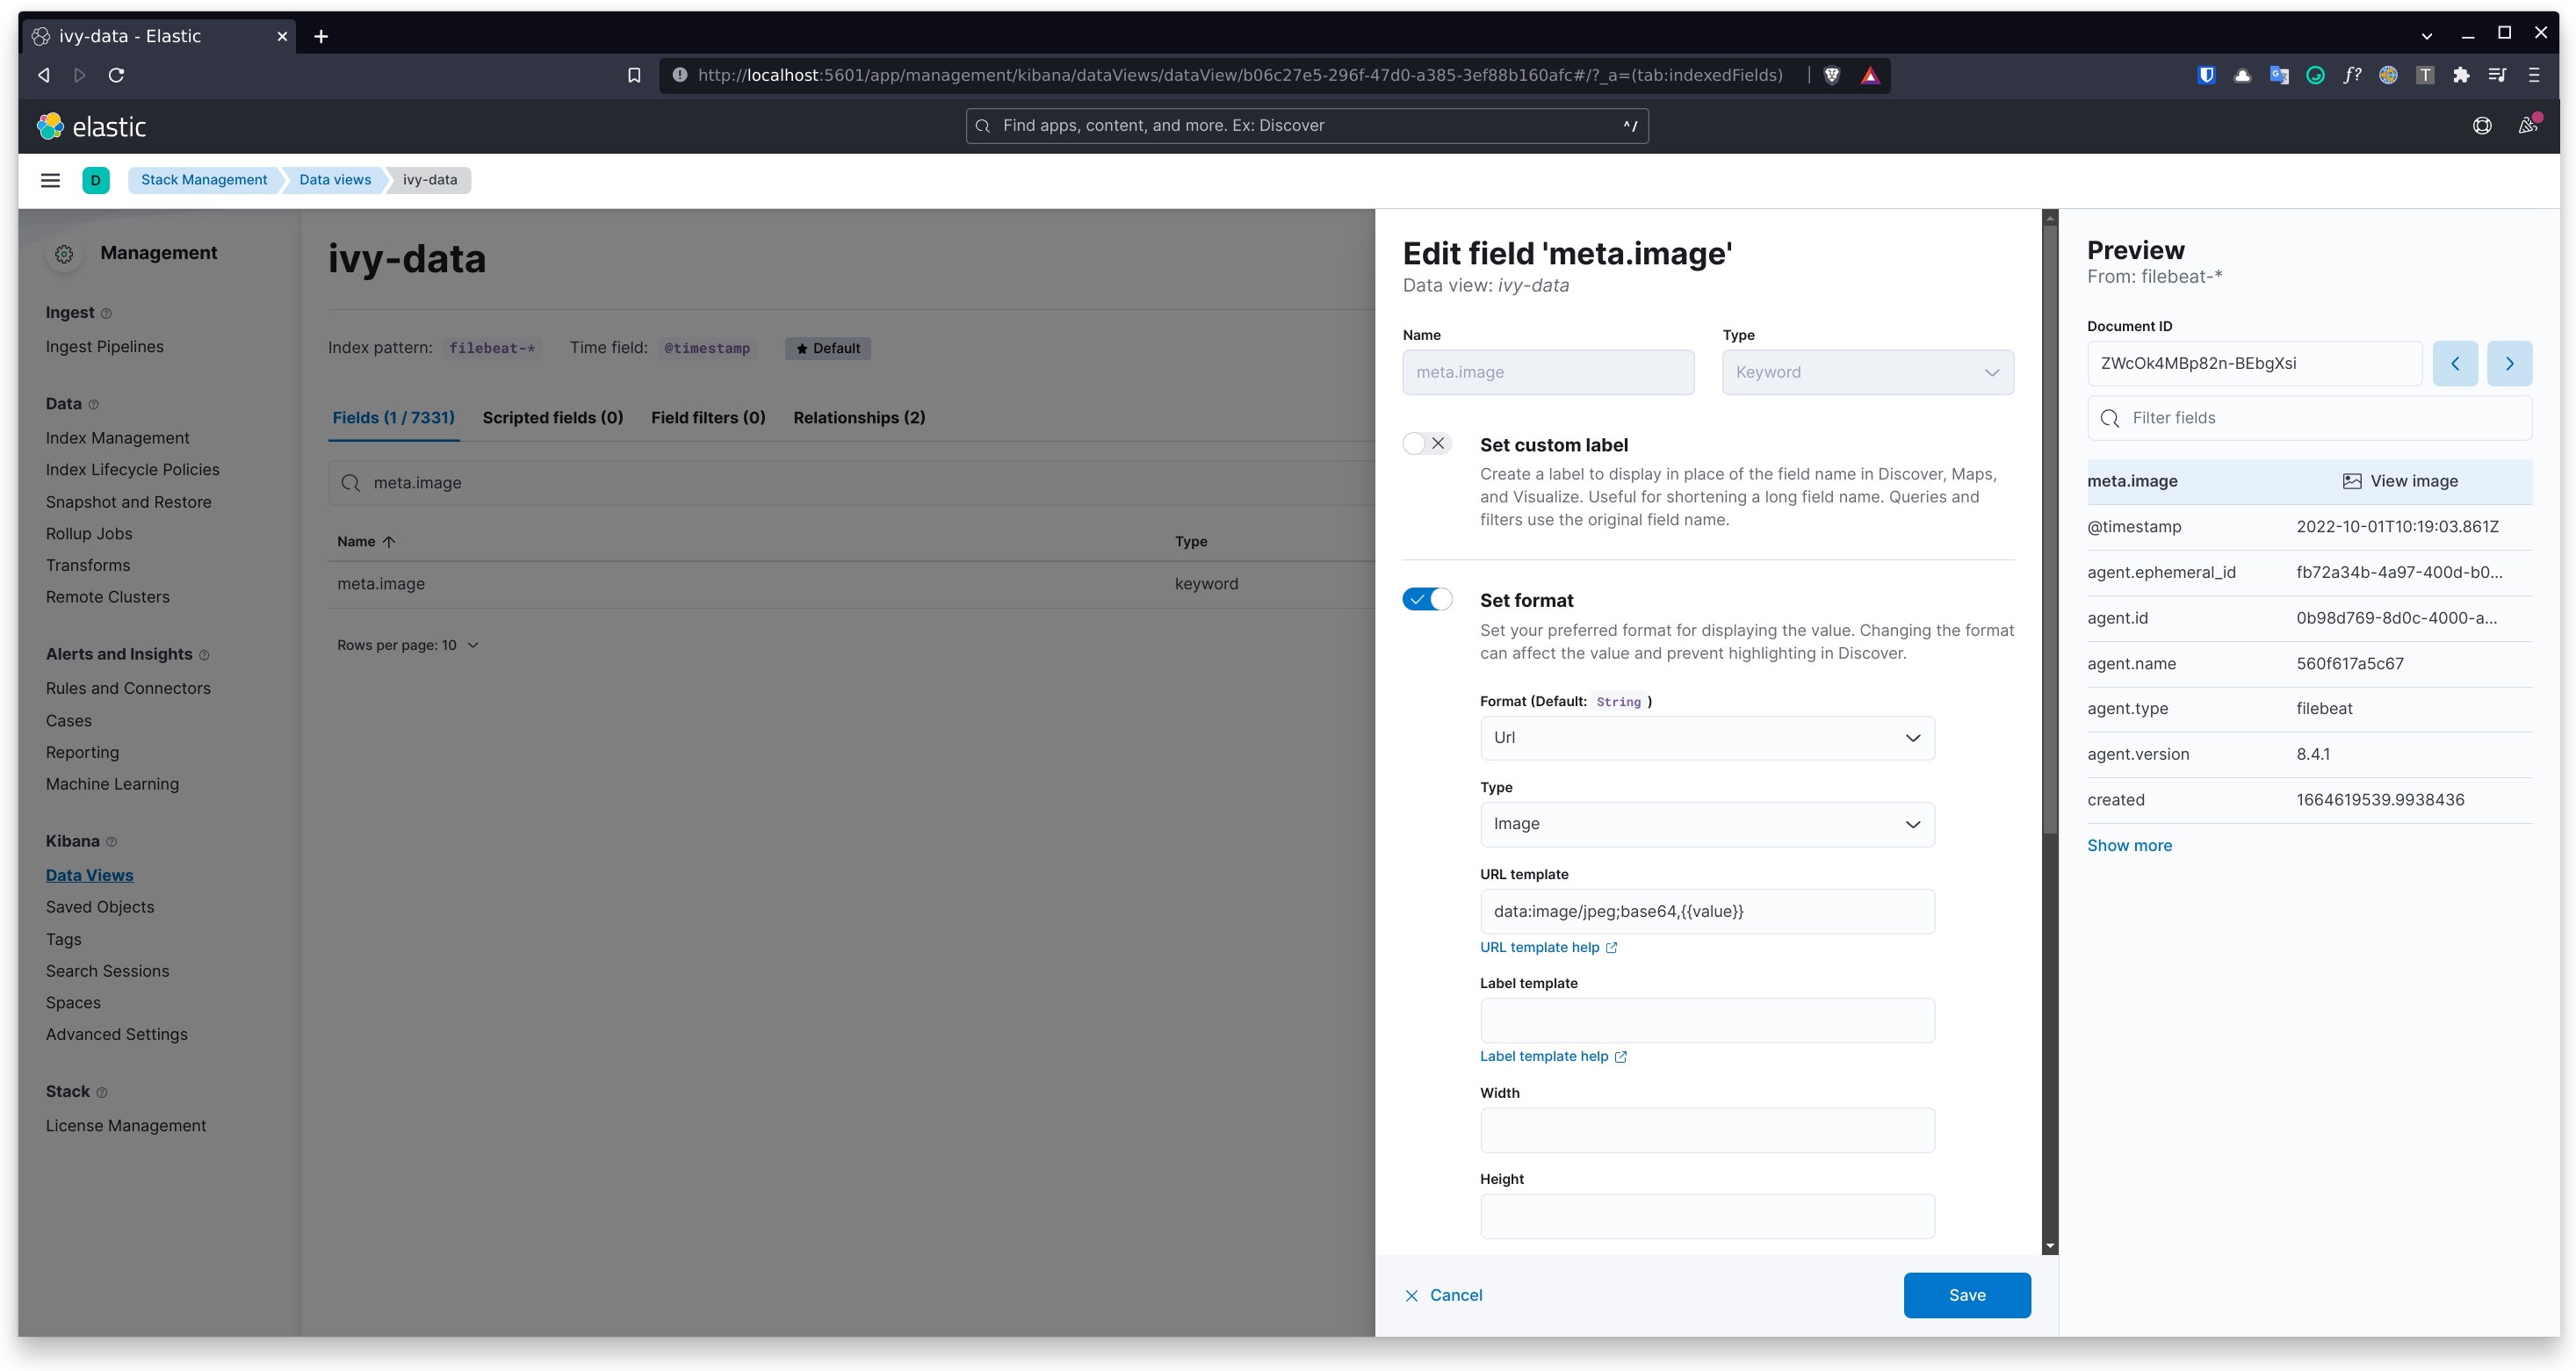 ivy-data - Elastic
http://localhost:5601/app/management/kibana/dataViews/dataView/b06c27e5-296f-47d0-a385-3ef88b160afc#/?_a=(tab:indexedFields)
f?
T
elastic
Find apps, content, and more. Ex: Discover
^/
D
Stack Management
Data views
ivy-data
Management
Ingest
Ingest Pipelines
Data
Index Management
Index Lifecycle Policies
Snapshot and Restore
Rollup Jobs
Transforms
Remote Clusters
Alerts and Insights
Rules and Connectors
Cases
Reporting
Machine Learning
Kibana
Data Views
Saved Objects
Tags
Search Sessions
Spaces
Advanced Settings
Stack
License Management
ivy-data
Index pattern: filebeat-* Time field: @timestamp Default
Fields (1 / 7331) Scripted fields (0) Field filters (0) Relationships (2)
meta.image
Name Type
meta.image keyword
Rows per page: 10
Edit field 'meta.image'
Data view: ivy-data
Name Type
meta.image Keyword
Set custom label
Create a label to display in place of the field name in Discover, Maps,
and Visualize. Useful for shortening a long field name. Queries and
filters use the original field name.
Set format
Set your preferred format for displaying the value. Changing the format
can affect the value and prevent highlighting in Discover.
Format (Default: String )
Url
Type
Image
URL template
data:image/jpeg;base64,{{value}}
URL template help
Label template
Label template help
Width
Height
Cancel
Save
Preview
From: filebeat-*
Document ID
ZWcOk4MBp82n-BEbgXsi
Filter fields
meta.image View image
@timestamp 2022-10-01T10:19:03.861Z
agent.ephemeral_id fb72a34b-4a97-400d-b0...
agent.id 0b98d769-8d0c-4000-a...
agent.name 560f617a5c67
agent.type filebeat
agent.version 8.4.1
created 1664619539.9938436
Show more